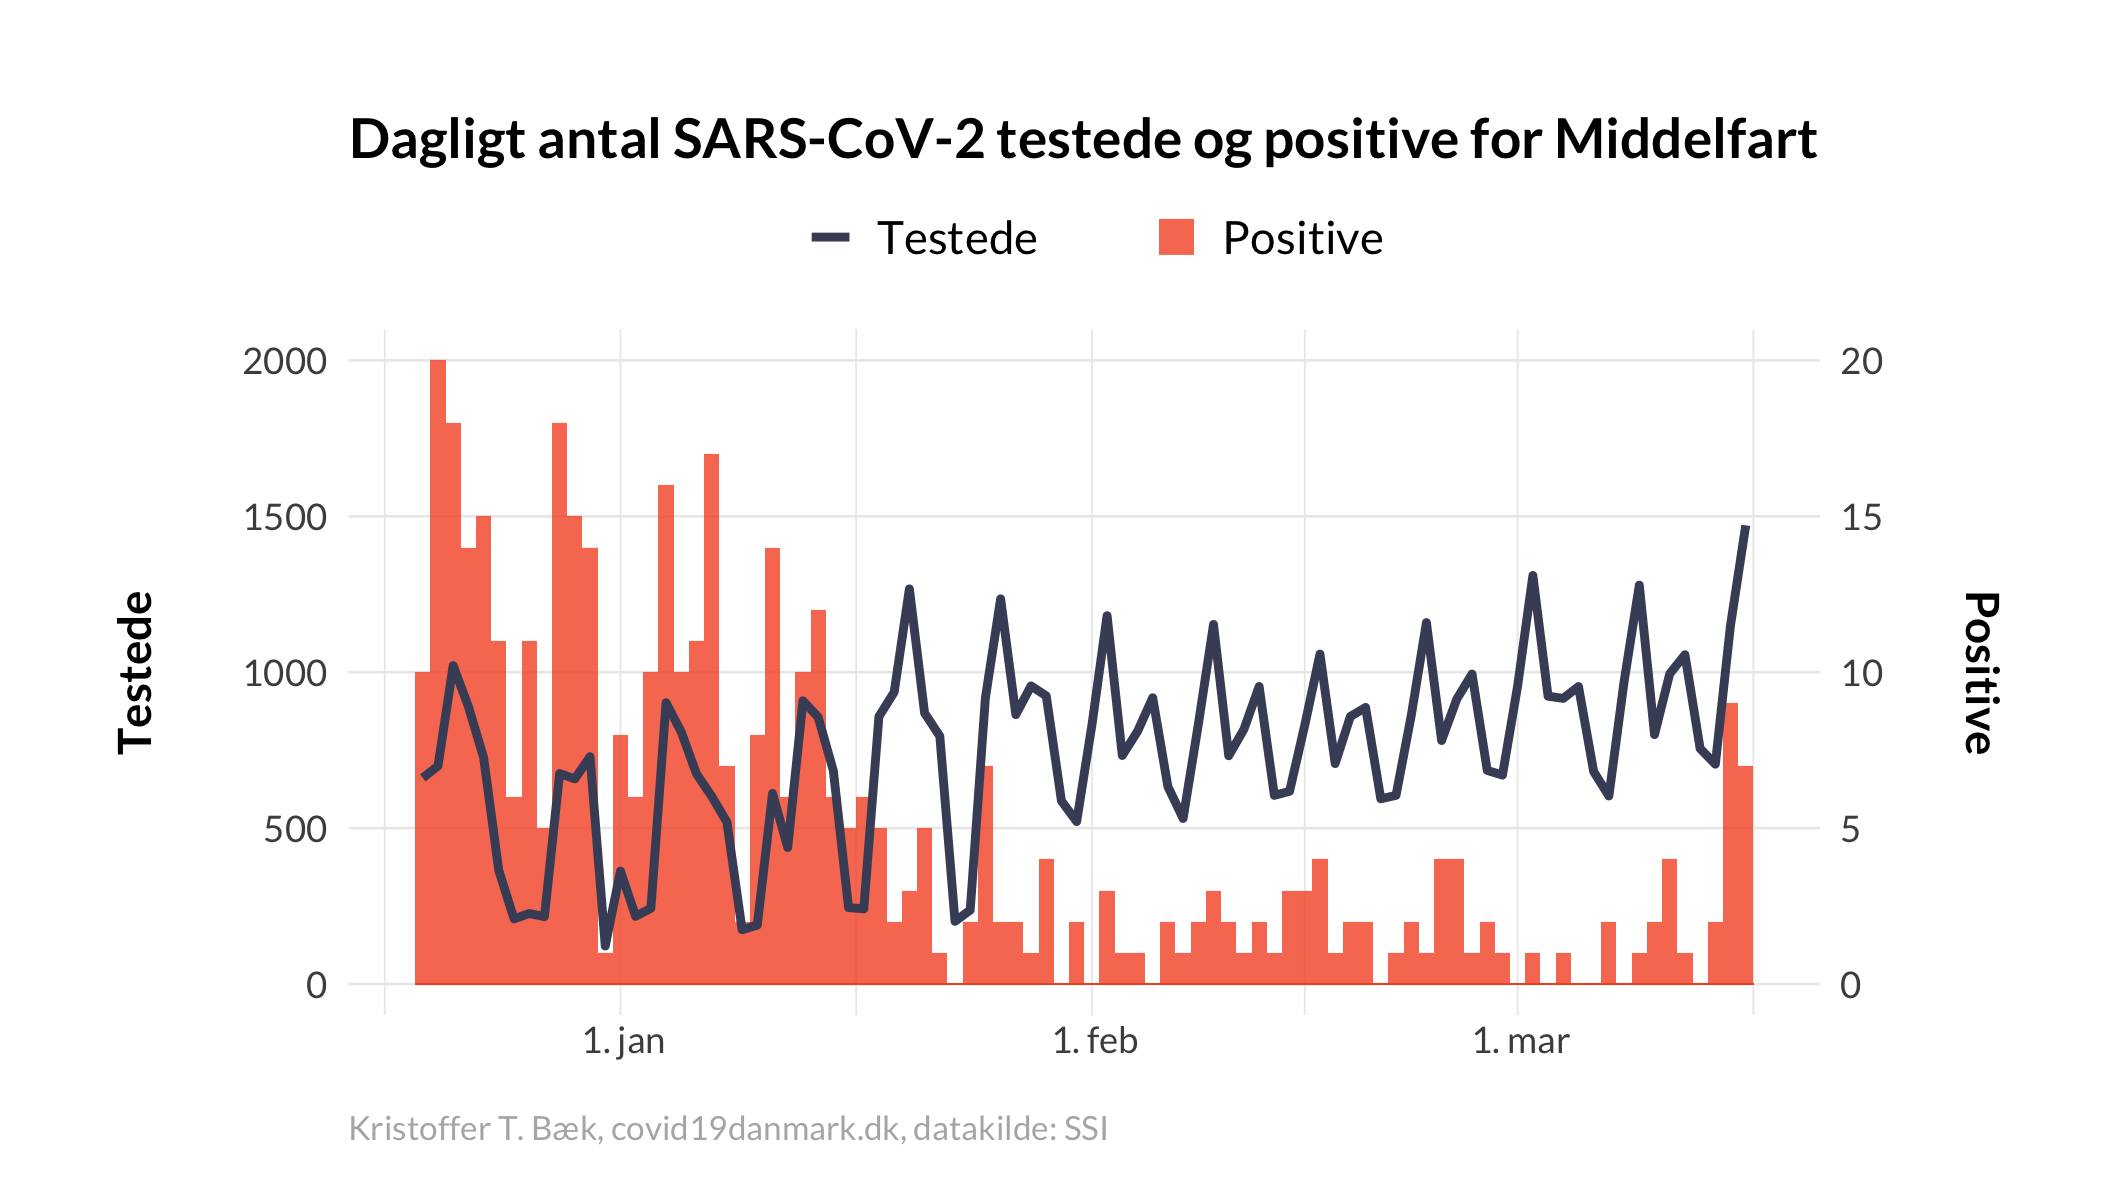 Dagligt antal SARS-CoV-2 testede og positive for Middelfart
Testede Positive
2000 20
1500 15
1000 10
500 5
0 0
Testede
Positive
1. jan 1. feb 1. mar
Kristoffer T. Bæk, covid19danmark.dk, datakilde: SSI